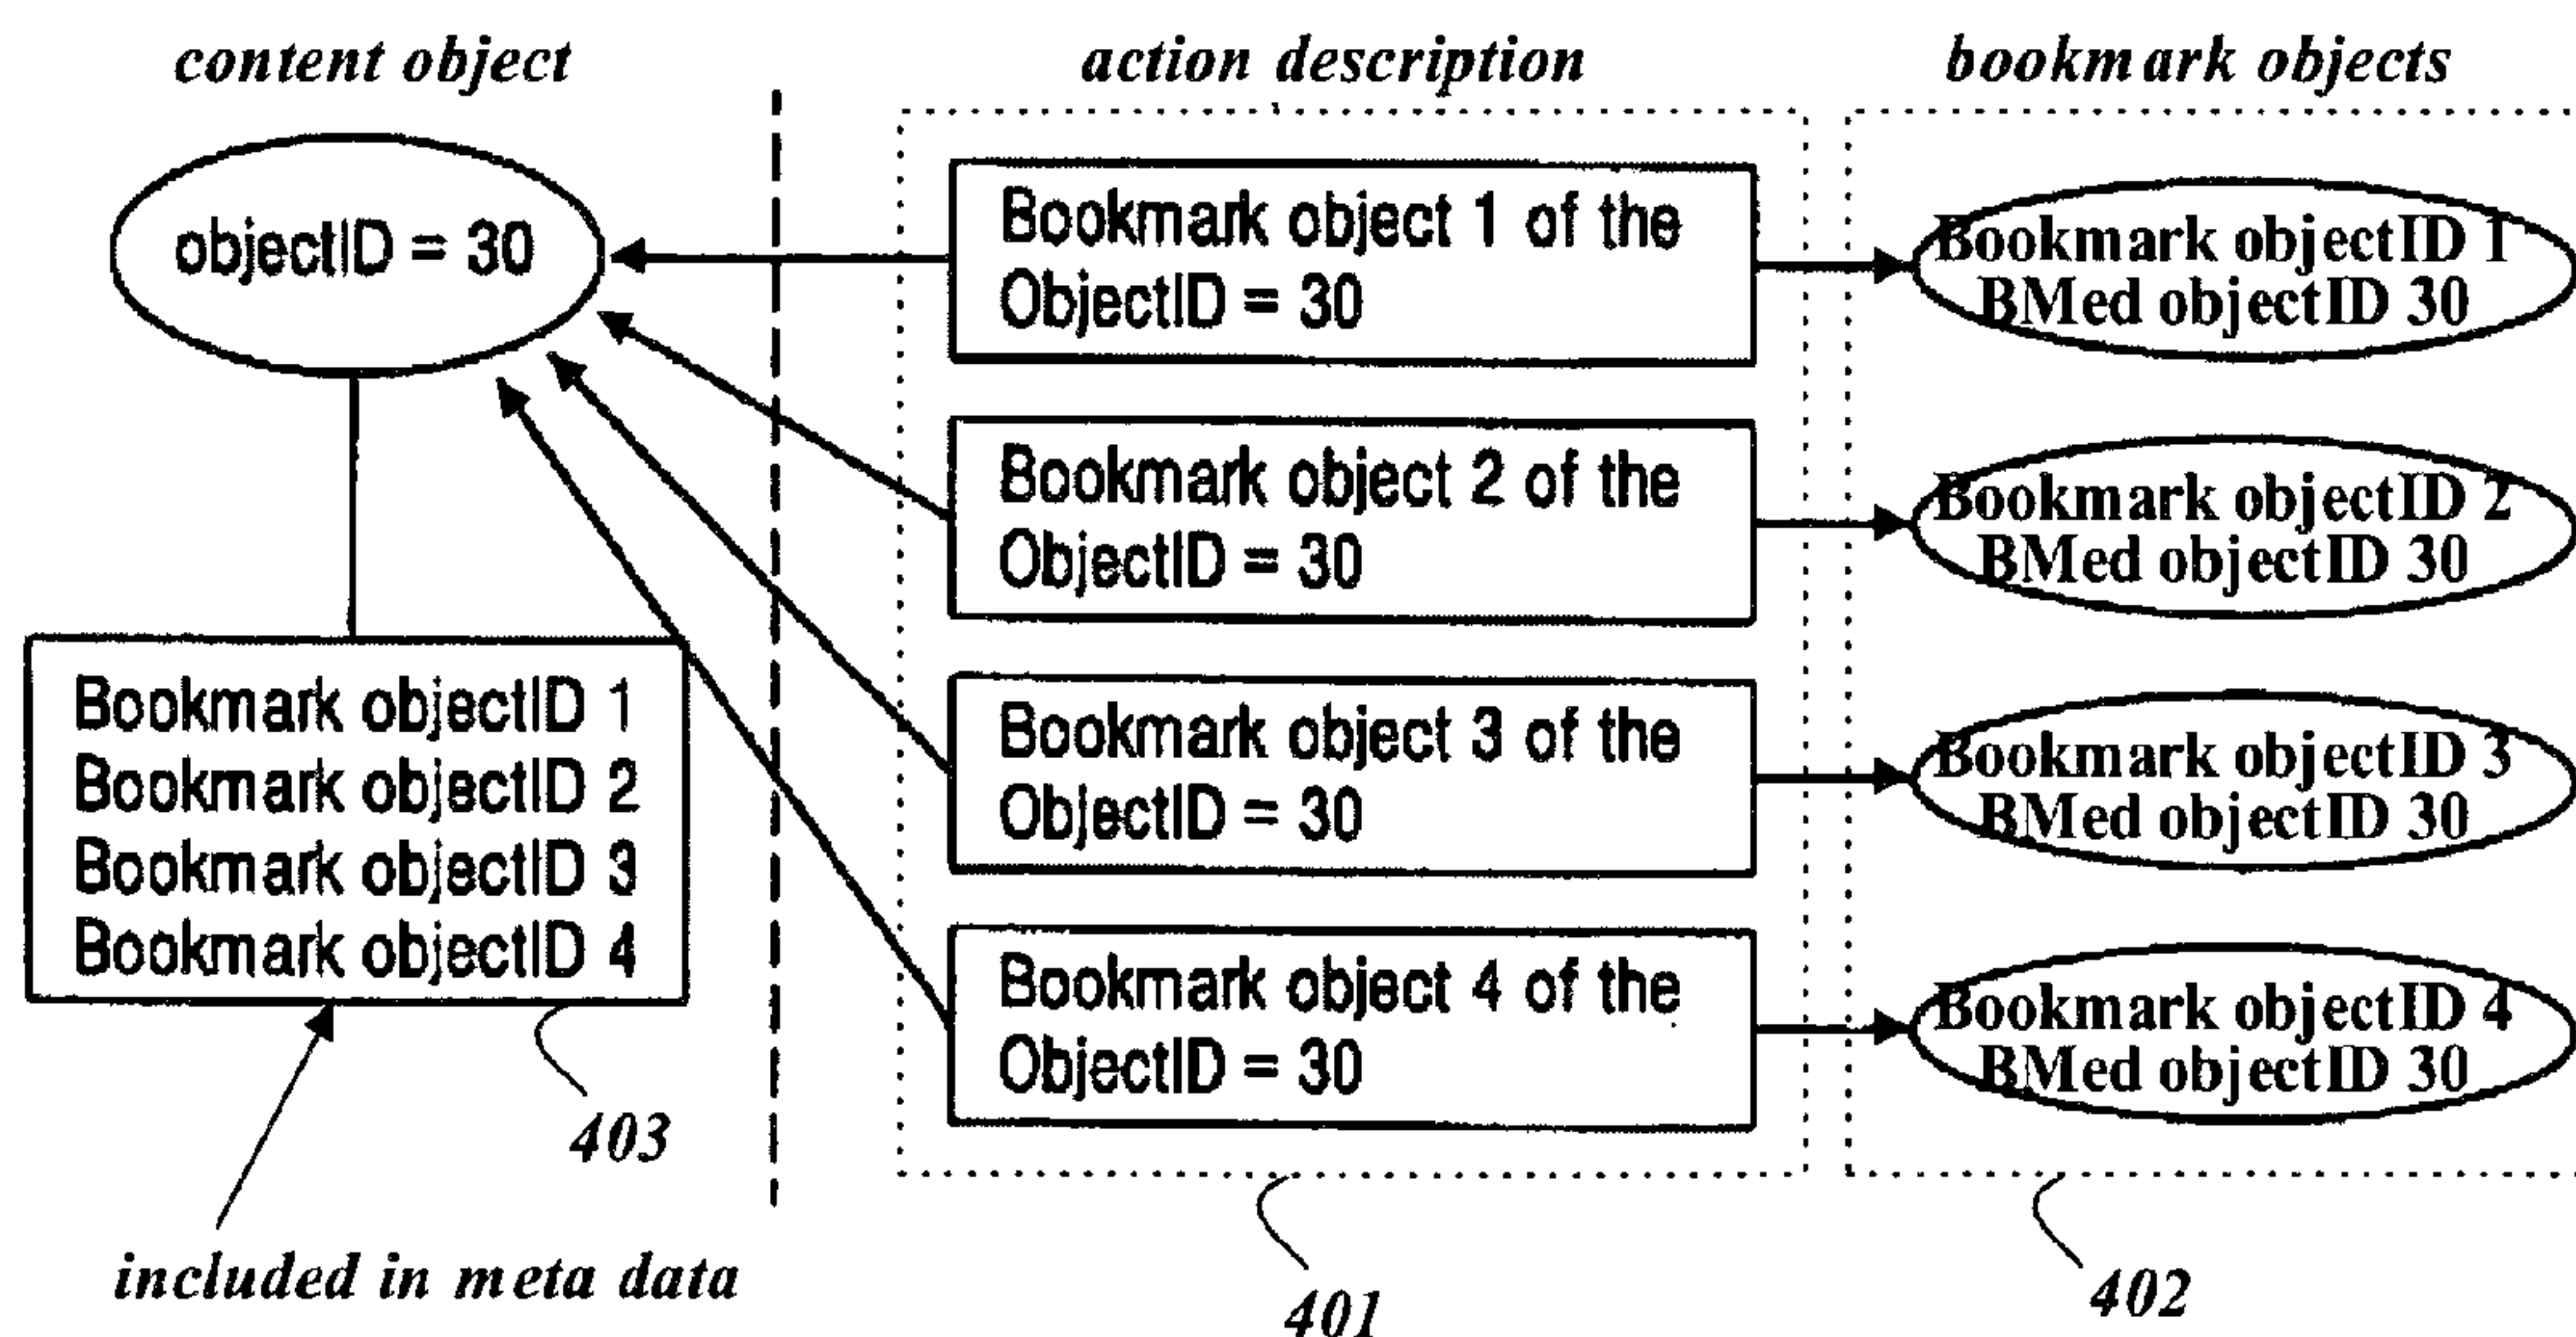 content object
action description
bookmark objects
objectID = 30
Bookmark objectID 1
Bookmark objectID 2
Bookmark objectID 3
Bookmark objectID 4
403
included in meta data
Bookmark object 1 of the
ObjectID = 30
Bookmark object 2 of the
ObjectID = 30
Bookmark object 3 of the
ObjectID = 30
Bookmark object 4 of the
ObjectID = 30
401
Bookmark objectID 1
BMed objectID 30
Bookmark objectID 2
BMed objectID 30
Bookmark objectID 3
BMed objectID 30
Bookmark objectID 4
BMed objectID 30
402